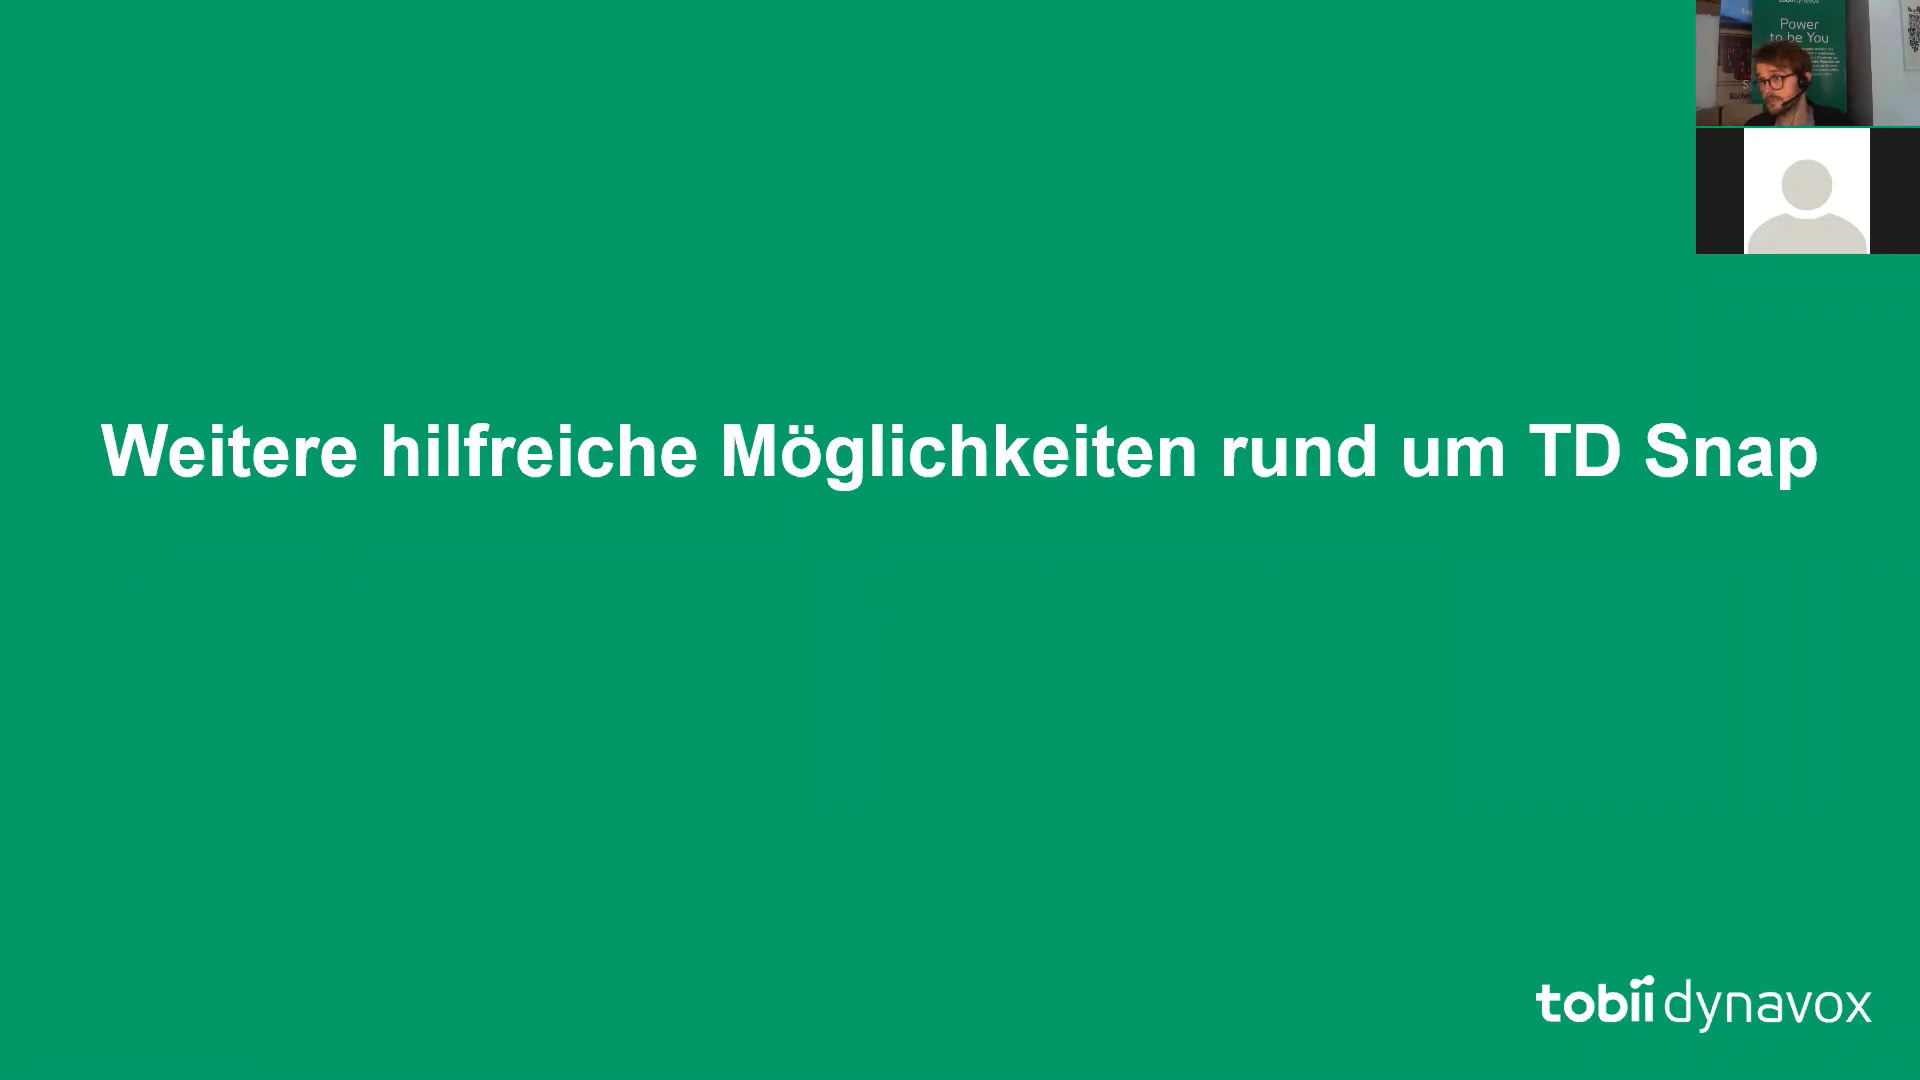 Power
to be You
Weitere hilfreiche Möglichkeiten rund um TD Snap
tobii dynavox